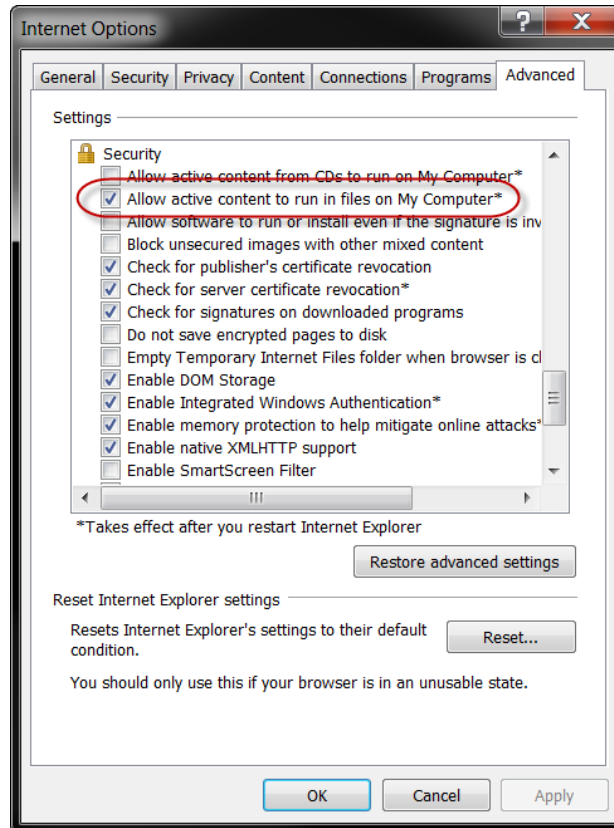 Internet Options
?
X
General Security Privacy Content Connections Programs Advanced
Settings
Security
Allow active content from CDs to run on My Computer*
Allow active content to run in files on My Computer*
Allow software to run or install even if the signature is inv
Block unsecured images with other mixed content
Check for publisher's certificate revocation
Check for server certificate revocation*
Check for signatures on downloaded programs
Do not save encrypted pages to disk
Empty Temporary Internet Files folder when browser is cl
Enable DOM Storage
Enable Integrated Windows Authentication*
Enable memory protection to help mitigate online attacks*
Enable native XMLHTTP support
Enable SmartScreen Filter
*Takes effect after you restart Internet Explorer
Restore advanced settings
Reset Internet Explorer settings
Resets Internet Explorer's settings to their default
condition.
Reset...
You should only use this if your browser is in an unusable state.
OK Cancel Apply